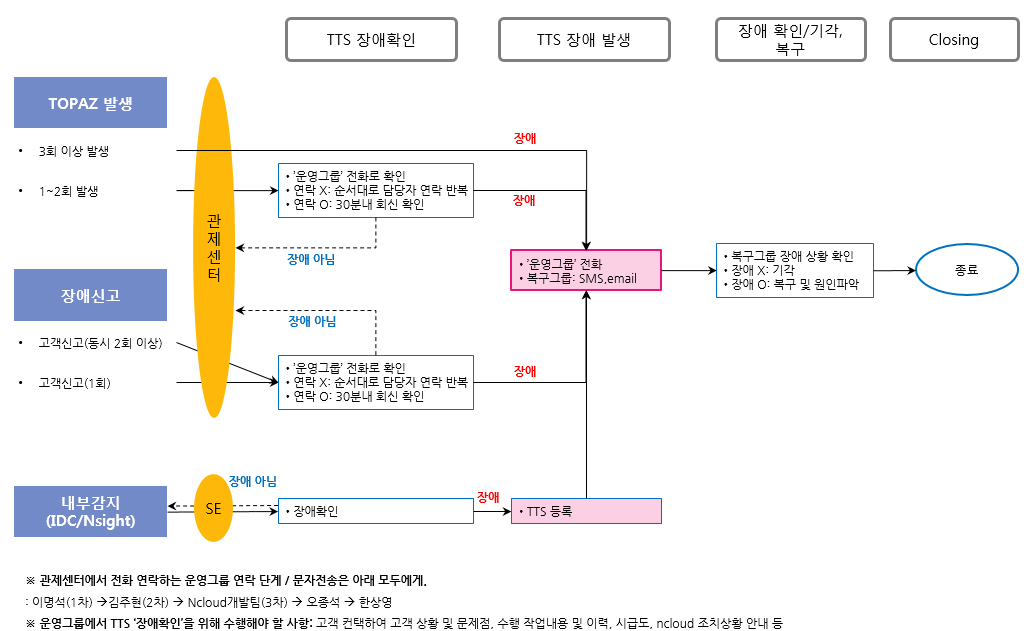 TTS 장애확인
TTS 장애 발생
장애 확인/기각,
복구
Closing
TOPAZ 발생
• 3회 이상 발생
• 1~2회 발생
관제센터
장애
• '운영그룹' 전화로 확인
• 연락 X: 순서대로 담당자 연락 반복
• 연락 O: 30분내 회신 확인
장애
장애 아님
• '운영그룹' 전화
• 복구그룹: SMS,email
• 복구그룹 장애 상황 확인
• 장애 X: 기각
• 장애 O: 복구 및 원인파악
종료
장애신고
• 고객신고(동시 2회 이상)
• 고객신고(1회)
장애 아님
• '운영그룹' 전화로 확인
• 연락 X: 순서대로 담당자 연락 반복
• 연락 O: 30분내 회신 확인
장애
내부감지
(IDC/Nsight)
SE
장애 아님
• 장애확인
장애
• TTS 등록
※ 관제센터에서 전화 연락하는 운영그룹 연락 단계 / 문자전송은 아래 모두에게.
: 이명석(1차) →김주현(2차) → Ncloud개발팀(3차) → 오종석 → 한상영
※ 운영그룹에서 TTS '장애확인'을 위해 수행해야 할 사항: 고객 컨택하여 고객 상황 및 문제점, 수행 작업내용 및 이력, 시급도, ncloud 조치상황 안내 등